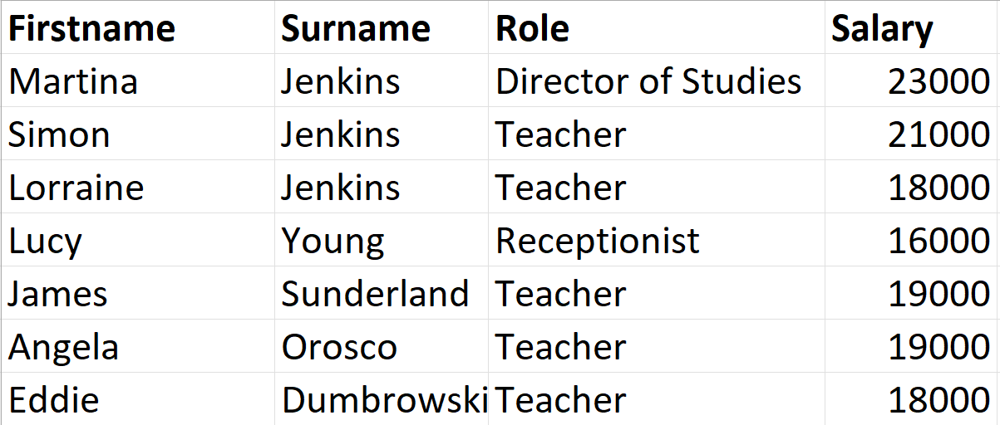 Firstname Surname Role Salary
Martina Jenkins Director of Studies 23000
Simon Jenkins Teacher 21000
Lorraine Jenkins Teacher 18000
Lucy Young Receptionist 16000
James Sunderland Teacher 19000
Angela Orosco Teacher 19000
Eddie Dumbrowski Teacher 18000